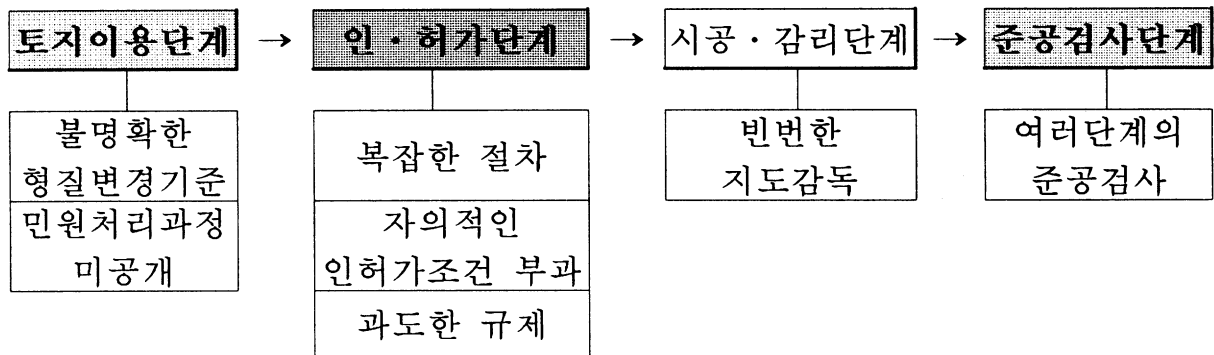 토지이용단계 → 인·허가단계 → 시공·감리단계 → 준공검사단계
불명확한
형질변경기준
민원처리과정
미공개
복잡한 절차
자의적인
인허가조건 부과
과도한 규제
빈번한
지도감독
여러단계의
준공검사